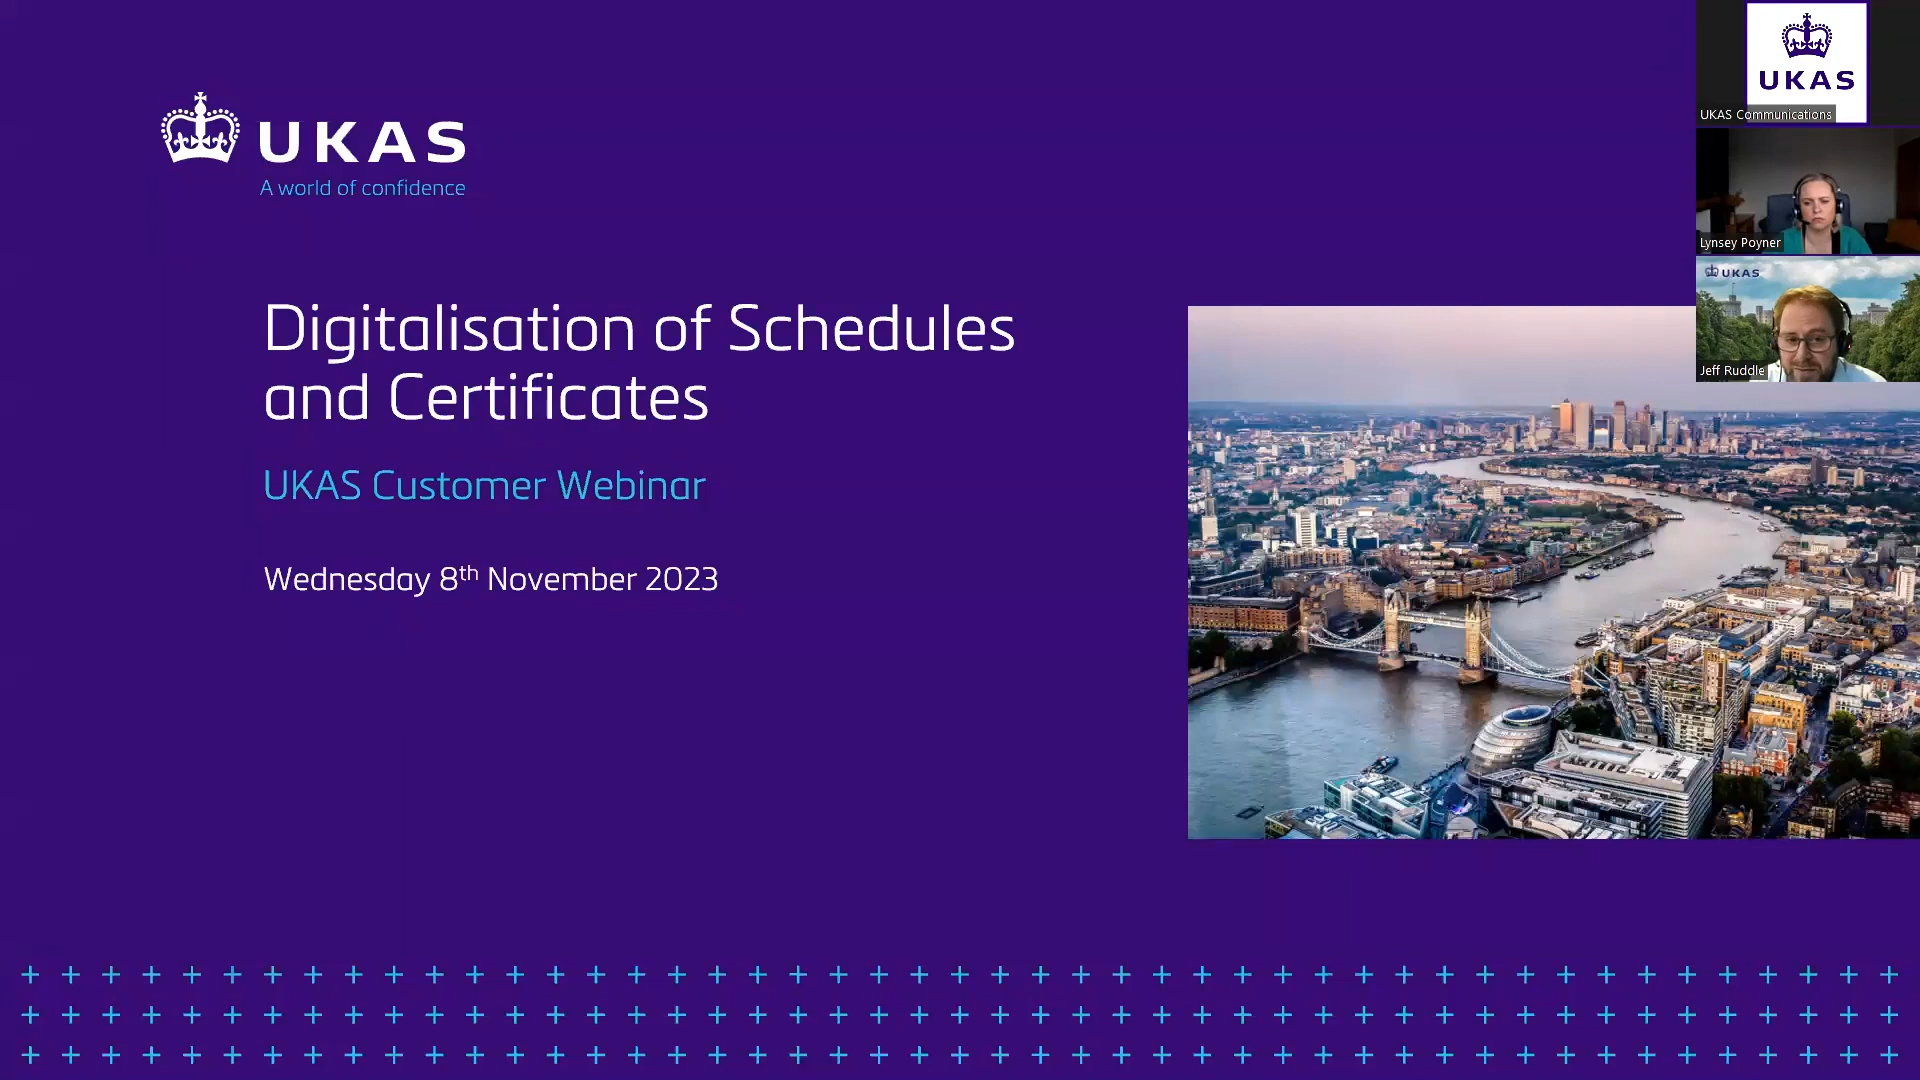 UKAS
A world of confidence
Digitalisation of Schedules
and Certificates
UKAS Customer Webinar
Wednesday 8th November 2023
UKAS
UKAS Communications
Lynsey Poyner
UKAS
Jeff Ruddle